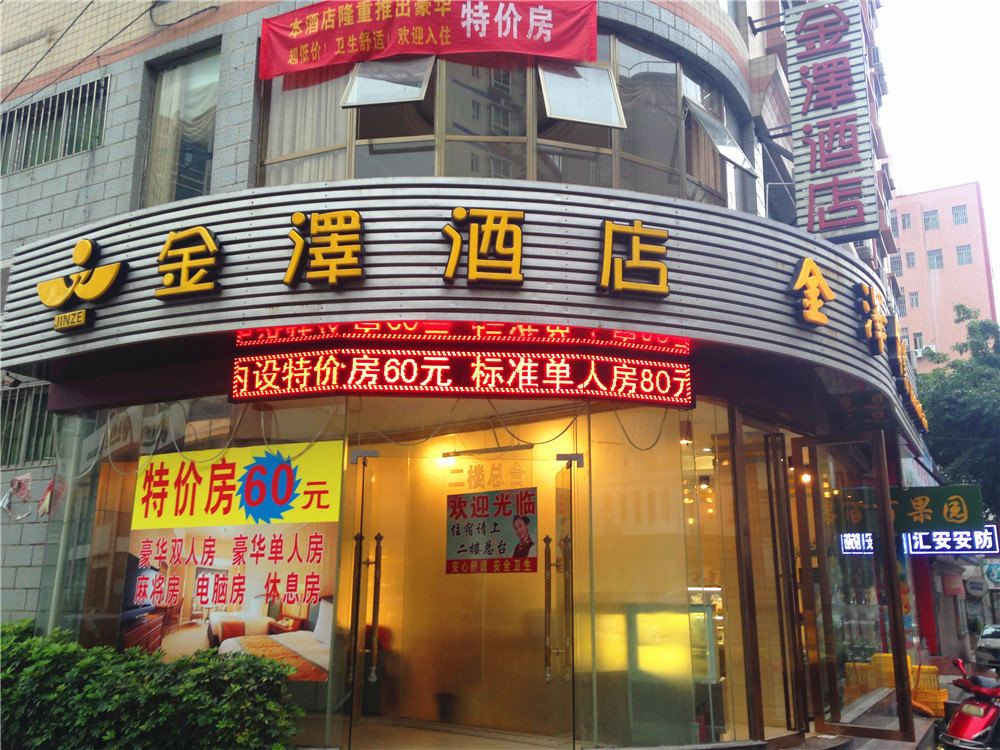 本酒店隆重推出豪华 特价房
超低价！卫生舒适，欢迎入住
金澤酒店
金澤酒店
JINZE
金澤
内设特价房60元 标准单人房80元
特价房60元
豪华双人房 豪华单人房
麻将房 电脑房 休息房
二楼总台
欢迎光临
住宿请上
二楼总台
安心舒适 安全卫生
果园
汇安安防